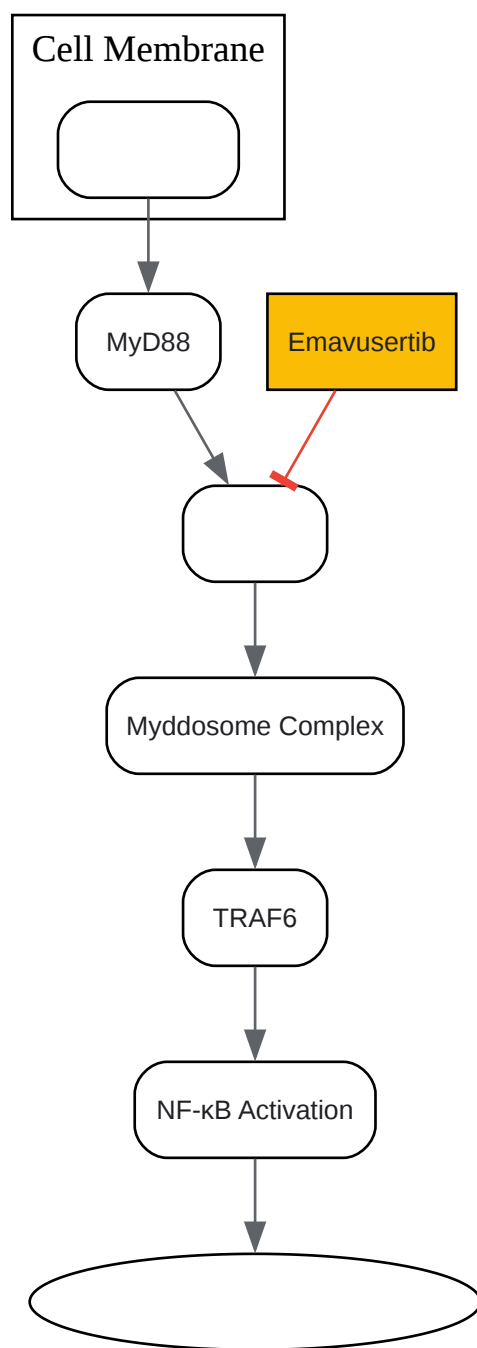 Cell Membrane
MyD88
Emavusertib
Myddosome Complex
TRAF6
NF-κB Activation